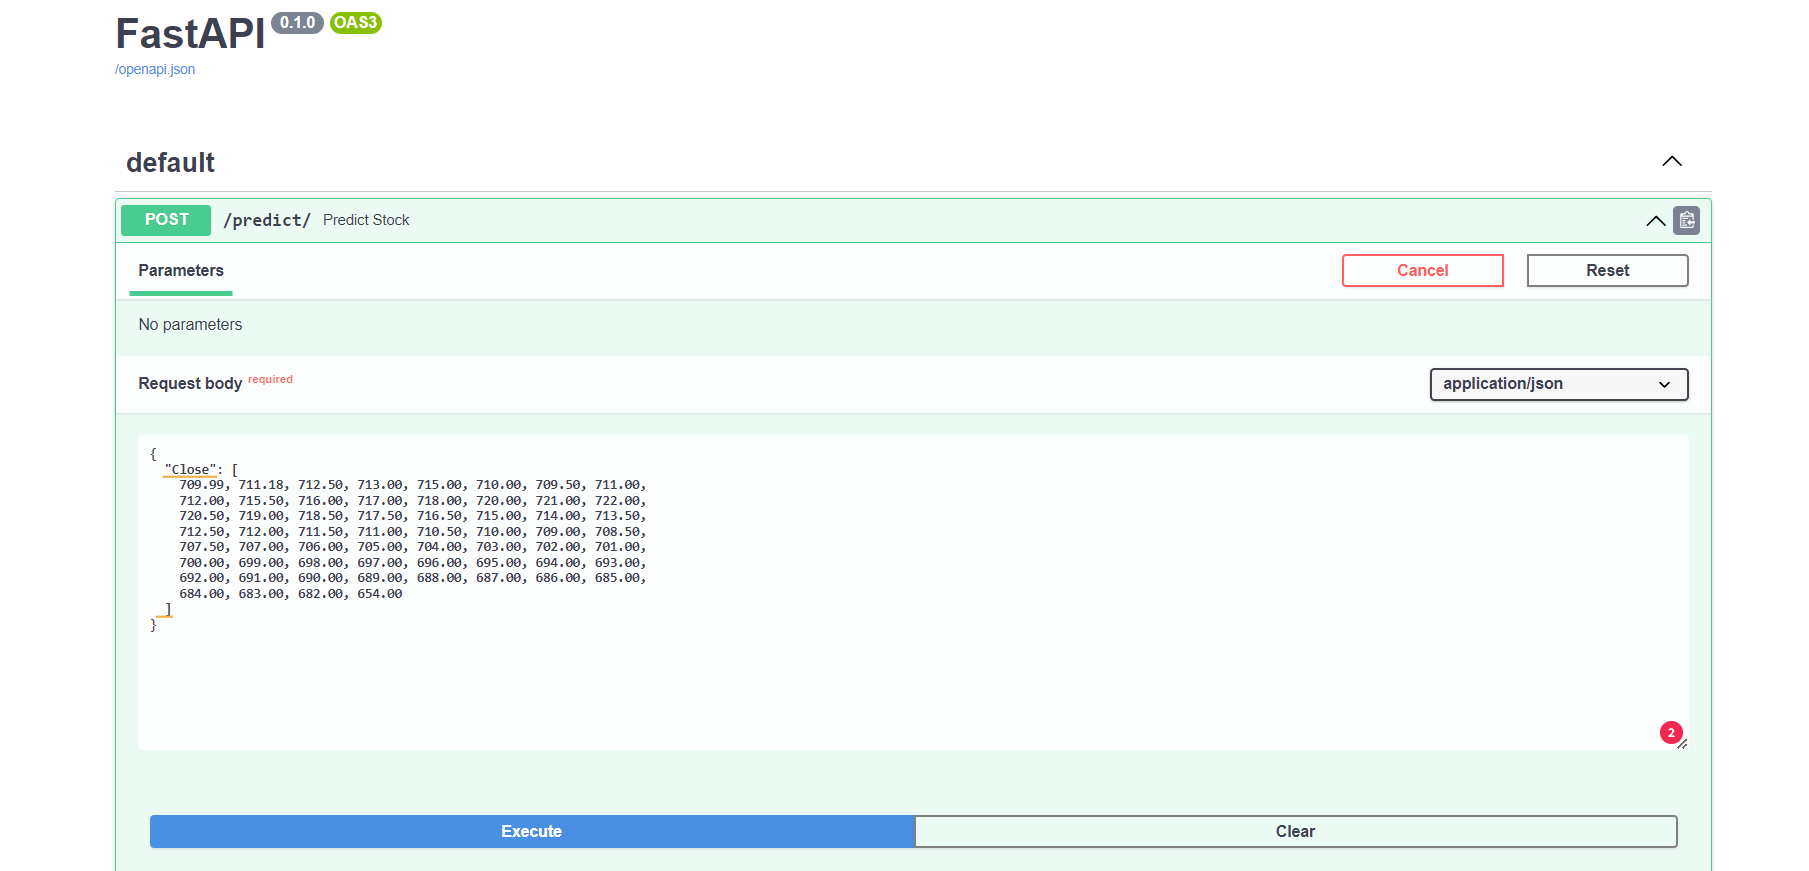 FastAPI 0.1.0 OAS3
/openapi.json
default
POST /predict/ Predict Stock
Parameters Cancel Reset
No parameters
Request body required application/json
{
"Close": [
709.99, 711.18, 712.50, 713.00, 715.00, 710.00, 709.50, 711.00,
712.00, 715.50, 716.00, 717.00, 718.00, 720.00, 721.00, 722.00,
720.50, 719.00, 718.50, 717.50, 716.50, 715.00, 714.00, 713.50,
712.50, 712.00, 711.50, 711.00, 710.50, 710.00, 709.00, 708.50,
707.50, 707.00, 706.00, 705.00, 704.00, 703.00, 702.00, 701.00,
700.00, 699.00, 698.00, 697.00, 696.00, 695.00, 694.00, 693.00,
692.00, 691.00, 690.00, 689.00, 688.00, 687.00, 686.00, 685.00,
684.00, 683.00, 682.00, 654.00
]
}
2
Execute Clear